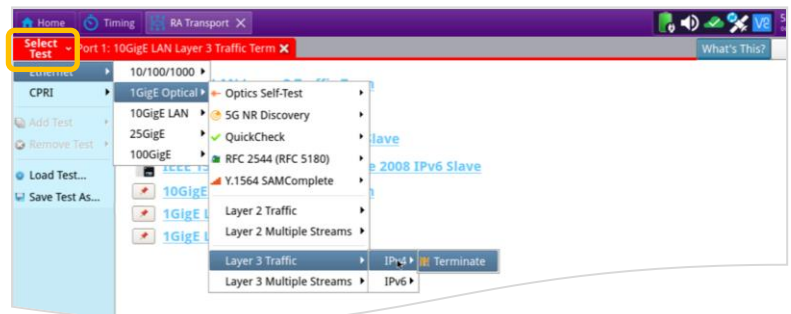 Home Timing RA Transport X V2
Select Test Port 1: 10GigE LAN Layer 3 Traffic Term X What's This?
Ethernet 10/100/1000
CPRI 1GigE Optical Optics Self-Test
10GigE LAN 5G NR Discovery
Add Test 25GigE QuickCheck Slave
Remove Test 100GigE RFC 2544 (RFC 5180) 2008 IPv6 Slave
Load Test... Y.1564 SAMComplete
Save Test As... 10GigE
1GigE L Layer 2 Traffic
1GigE L Layer 2 Multiple Streams
Layer 3 Traffic IPv4 Terminate
Layer 3 Multiple Streams IPv6